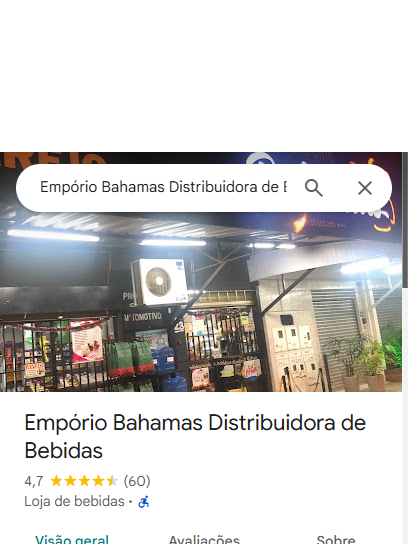 Empório Bahamas Distribuidora de E
UTOMOTIVO
Empório Bahamas Distribuidora de
Bebidas
4,7 (60)
Loja de bebidas ·
Visão geral Avaliações Sobre